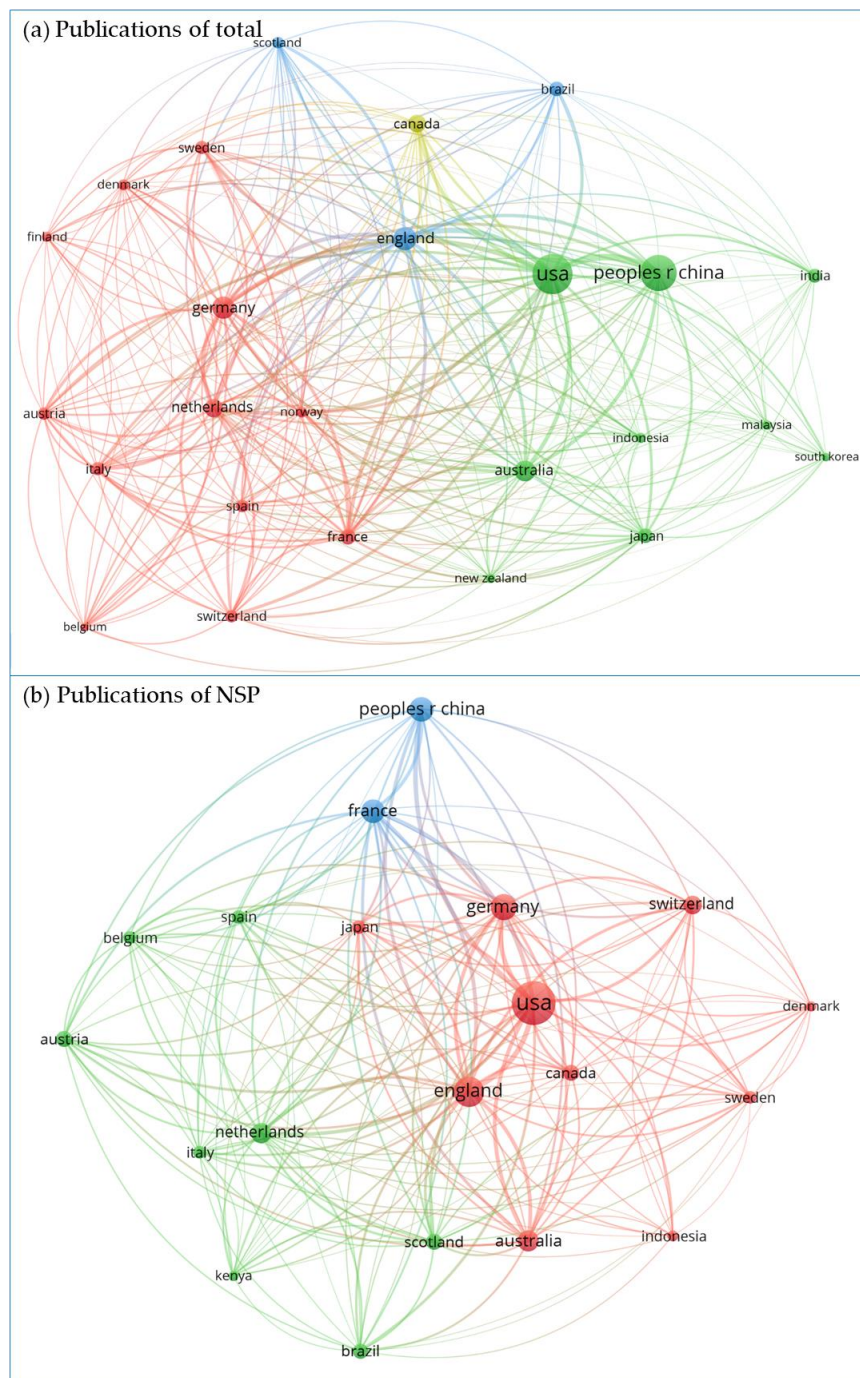 (a) Publications of total
scotland
brazil
canada
sweden
denmark
finland
england
usa
peoples r china
india
germany
austria
netherlands
norway
malaysia
indonesia
south korea
italy
australia
spain
france
japan
new zealand
switzerland
belgium
(b) Publications of NSP
peoples r china
france
germany
switzerland
spain
japan
belgium
usa
denmark
austria
canada
england
sweden
netherlands
italy
indonesia
scotland
australia
kenya
brazil